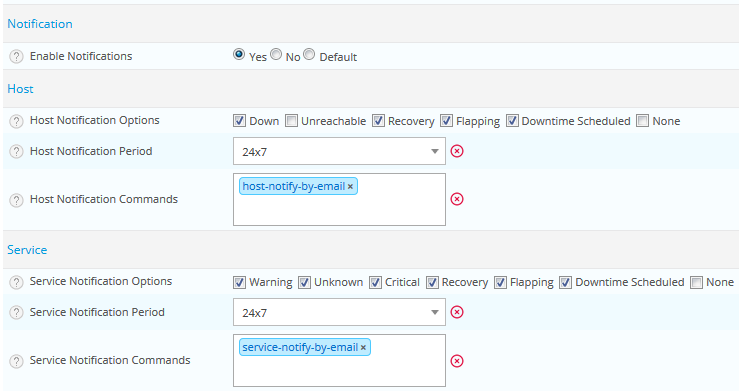 Notification
Enable Notifications Yes No Default
Host
Host Notification Options Down Unreachable Recovery Flapping Downtime Scheduled None
Host Notification Period 24x7
host-notify-by-email ×
Host Notification Commands
Service
Service Notification Options Warning Unknown Critical Recovery Flapping Downtime Scheduled None
Service Notification Period 24x7
service-notify-by-email ×
Service Notification Commands